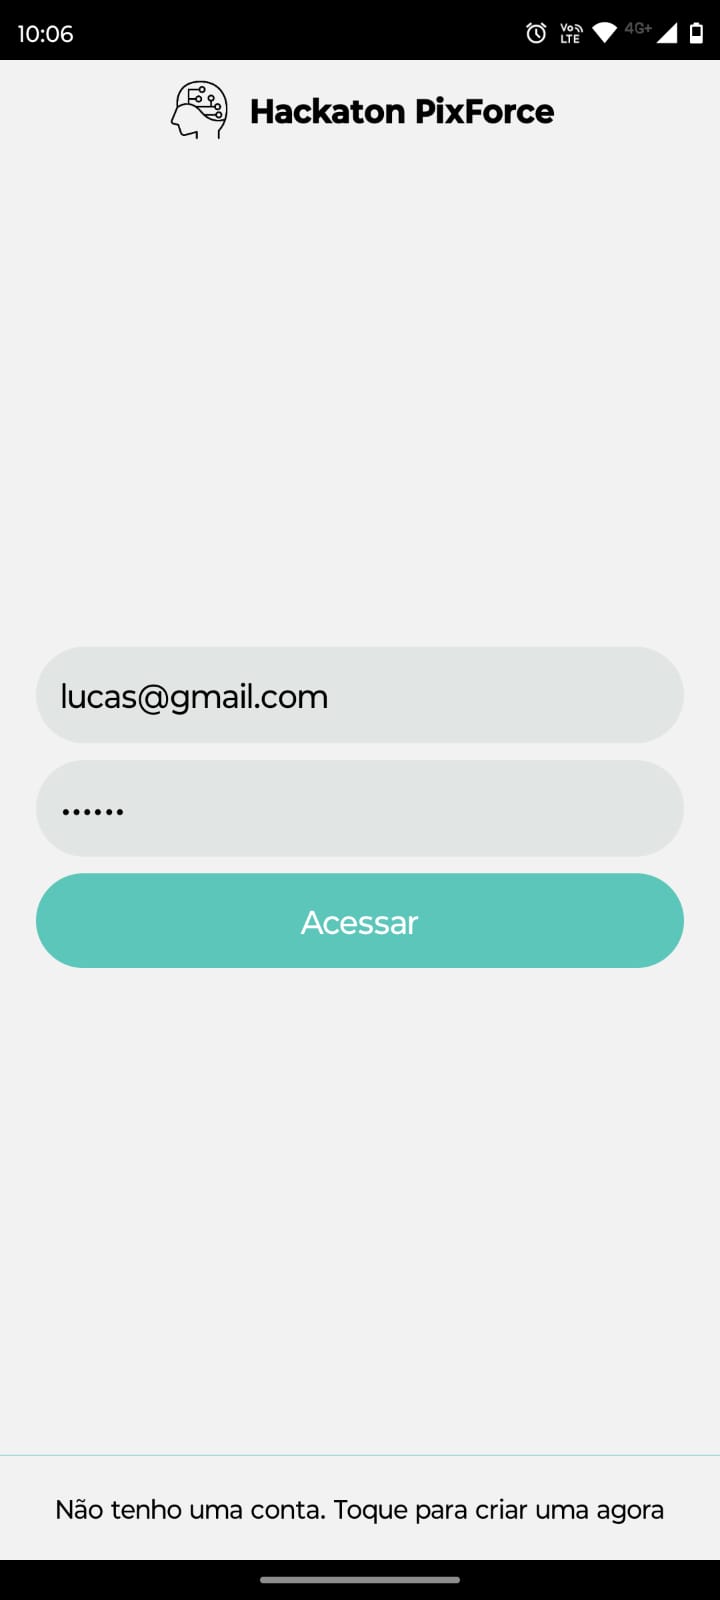 10:06
Vo LTE 4G+
Hackaton PixForce
lucas@gmail.com
••••••
Acessar
Não tenho uma conta. Toque para criar uma agora